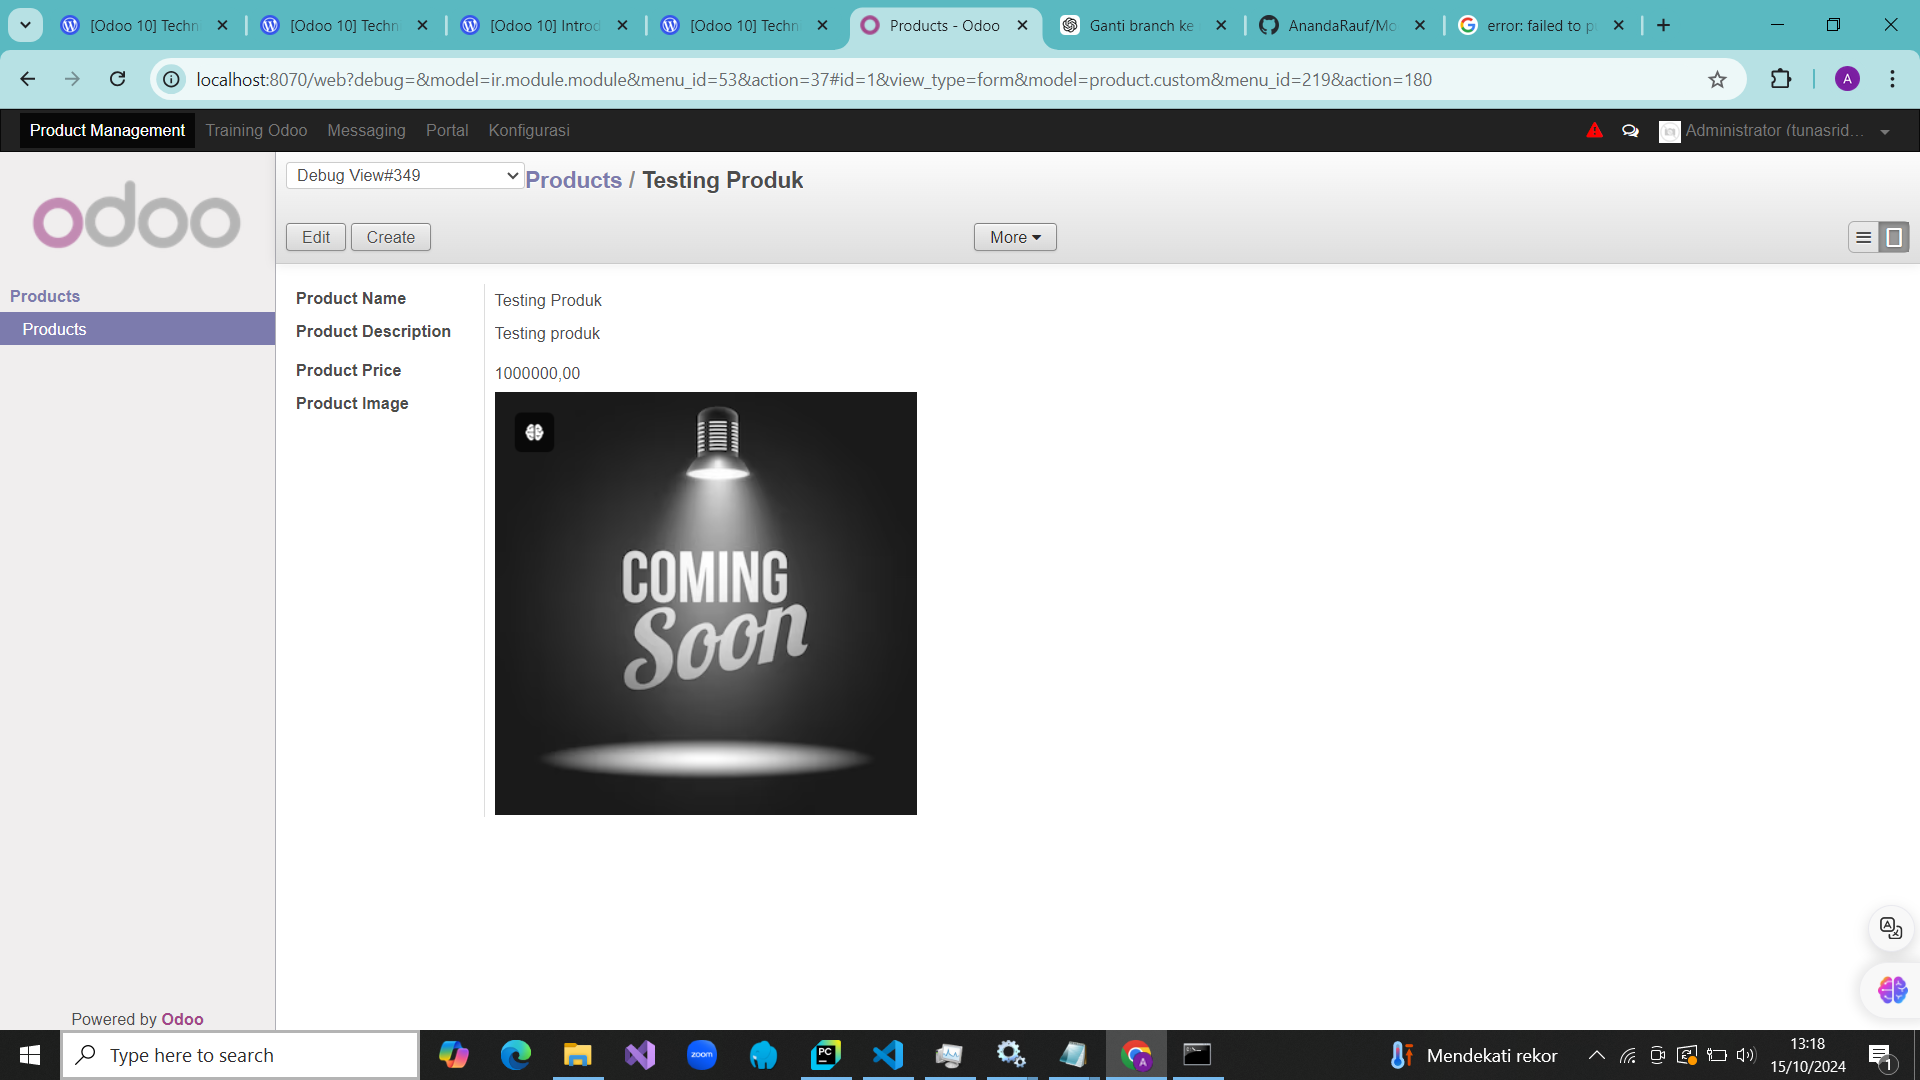 [Odoo 10] Techn
[Odoo 10] Techn
[Odoo 10] Introd
[Odoo 10] Techn
Products - Odoo
Ganti branch ke
AnandaRauf/Mo
error: failed to p
localhost:8070/web?debug=&model=ir.module.module&menu_id=53&action=37#id=1&view_type=form&model=product.custom&menu_id=219&action=180
A
Product Management
Training Odoo
Messaging
Portal
Konfigurasi
Administrator (tunasrid...
odoo
Debug View#349
Products / Testing Produk
Edit
Create
More
Products
Products
Product Name
Testing Produk
Product Description
Testing produk
Product Price
1000000,00
Product Image
COMING
Soon
Powered by Odoo
Type here to search
zoom
PC
A
Mendekati rekor
13:18
15/10/2024
1